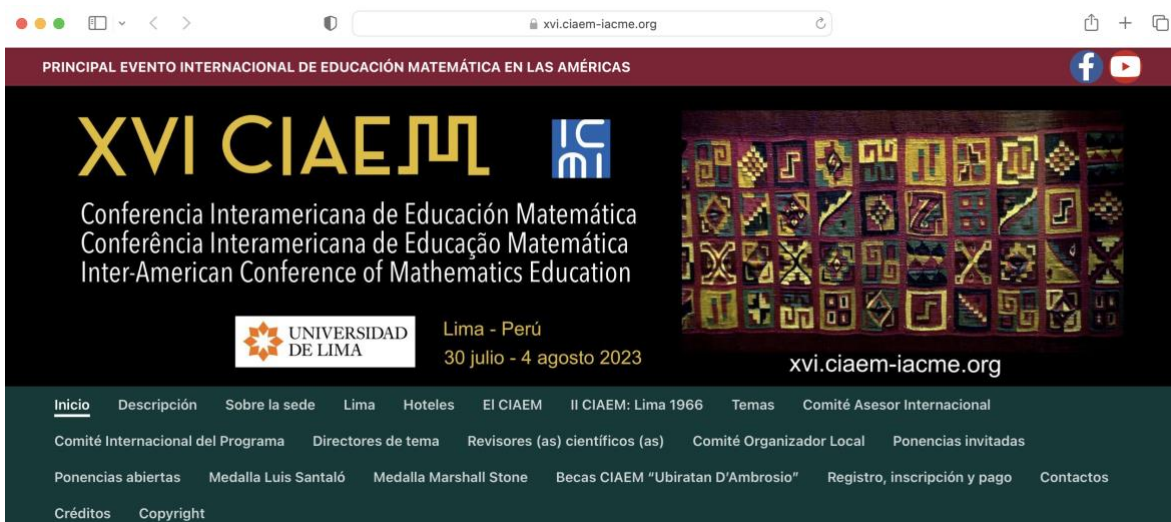 xvi.ciaem-iacme.org
PRINCIPAL EVENTO INTERNACIONAL DE EDUCACIÓN MATEMÁTICA EN LAS AMÉRICAS
XVI CIAEM
ICMI
Conferencia Interamericana de Educación Matemática
Conferência Interamericana de Educação Matemática
Inter-American Conference of Mathematics Education
UNIVERSIDAD
DE LIMA
Lima - Perú
30 julio - 4 agosto 2023
xvi.ciaem-iacme.org
Inicio Descripción Sobre la sede Lima Hoteles El CIAEM II CIAEM: Lima 1966 Temas Comité Asesor Internacional
Comité Internacional del Programa Directores de tema Revisores (as) científicos (as) Comité Organizador Local Ponencias invitadas
Ponencias abiertas Medalla Luis Santaló Medalla Marshall Stone Becas CIAEM “Ubiratan D’Ambrosio” Registro, inscripción y pago Contactos
Créditos Copyright